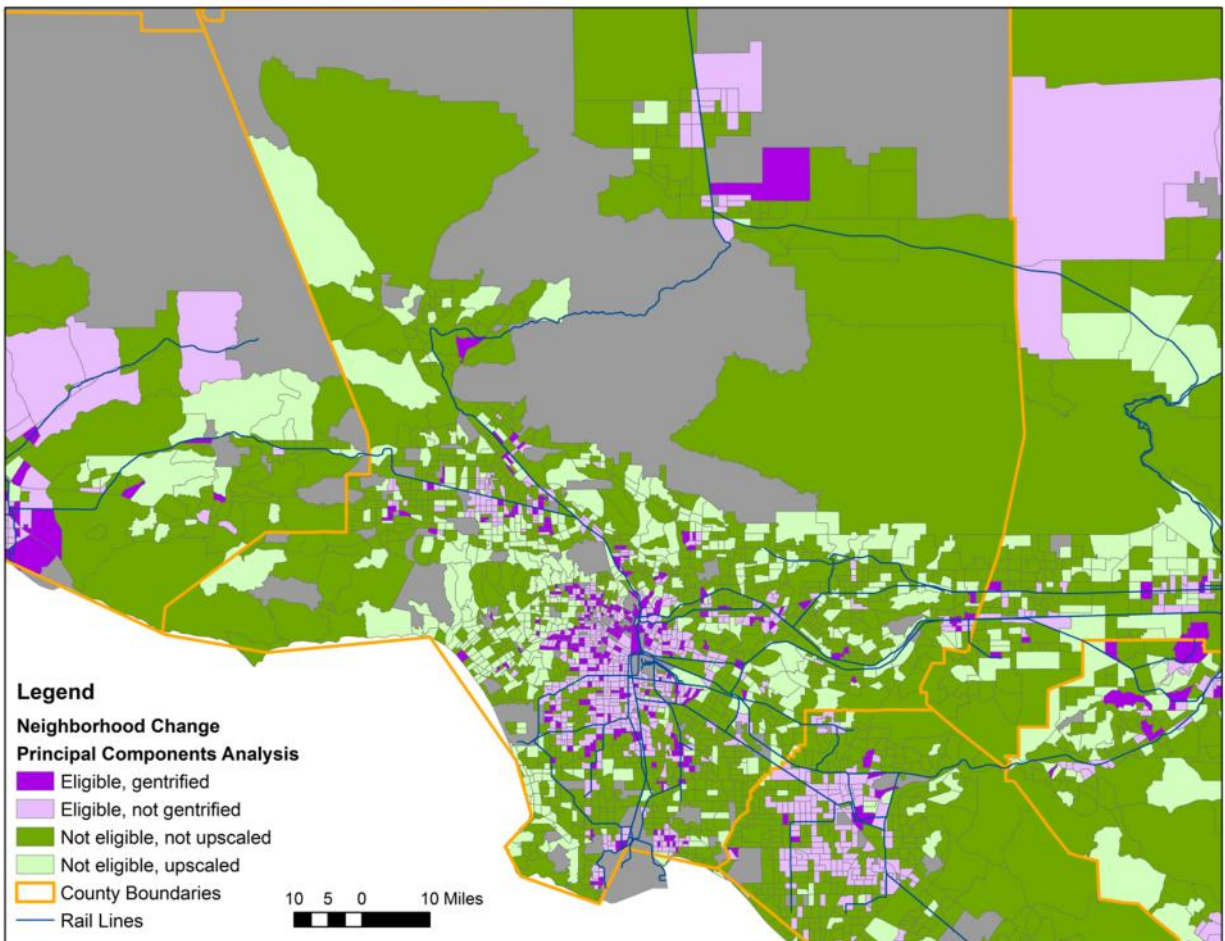 Legend
Neighborhood Change
Principal Components Analysis
Eligible, gentrified
Eligible, not gentrified
Not eligible, not upscaled
Not eligible, upscaled
County Boundaries
Rail Lines
10 5 0 10 Miles